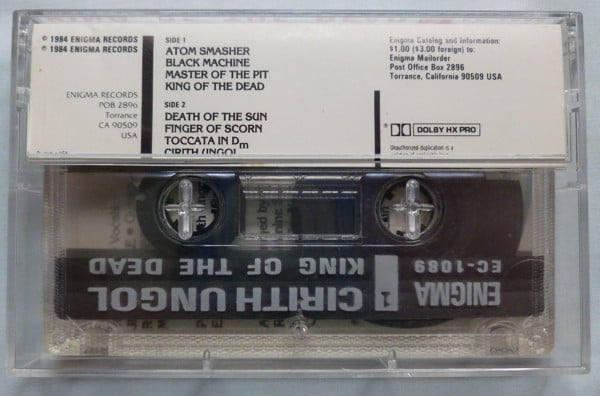 ℗ 1984 ENIGMA RECORDS
© 1984 ENIGMA RECORDS
ENIGMA RECORDS
POB 2896
Torrance
CA 90509
USA
SIDE 1
ATOM SMASHER
BLACK MACHINE
MASTER OF THE PIT
KING OF THE DEAD
SIDE 2
DEATH OF THE SUN
FINGER OF SCORN
TOCCATA IN Dm
CIRITH UNGOL
Enigma Catalog and Information:
$1.00 ($3.00 foreign) to:
Enigma Mailorder
Post Office Box 2896
Torrance, California 90509 USA
DOLBY HX PRO
Unauthorized duplication is a
ENIGMA 1 CIRITH UNGOL
EC-1089 KING OF THE DEAD